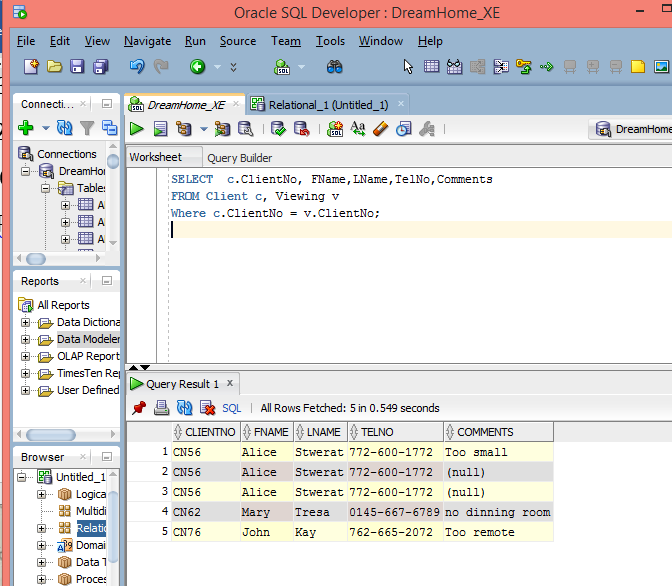 Oracle SQL Developer : DreamHome_XE
File Edit View Navigate Run Source Team Tools Window Help
Connecti...
DreamHome_XE
Relational_1 (Untitled_1)
DreamHome
Connections
DreamHor
Tables
A
A
A
Worksheet Query Builder
SELECT c.ClientNo, FName,LName,TelNo,Comments
FROM Client c, Viewing v
Where c.ClientNo = v.ClientNo;
Reports
All Reports
Data Dictiona
Data Modeler
OLAP Report
TimesTen Rep
User Defined
Query Result 1
SQL All Rows Fetched: 5 in 0.549 seconds
CLIENTNO FNAME LNAME TELNO COMMENTS
1 CN56 Alice Stwerat 772-600-1772 Too small
2 CN56 Alice Stwerat 772-600-1772 (null)
3 CN56 Alice Stwerat 772-600-1772 (null)
4 CN62 Mary Tresa 0145-667-6789 no dinning room
5 CN76 John Kay 762-665-2072 Too remote
Browser
Untitled_1
Logica
Multidi
Relatio
Domai
Data T
Proces